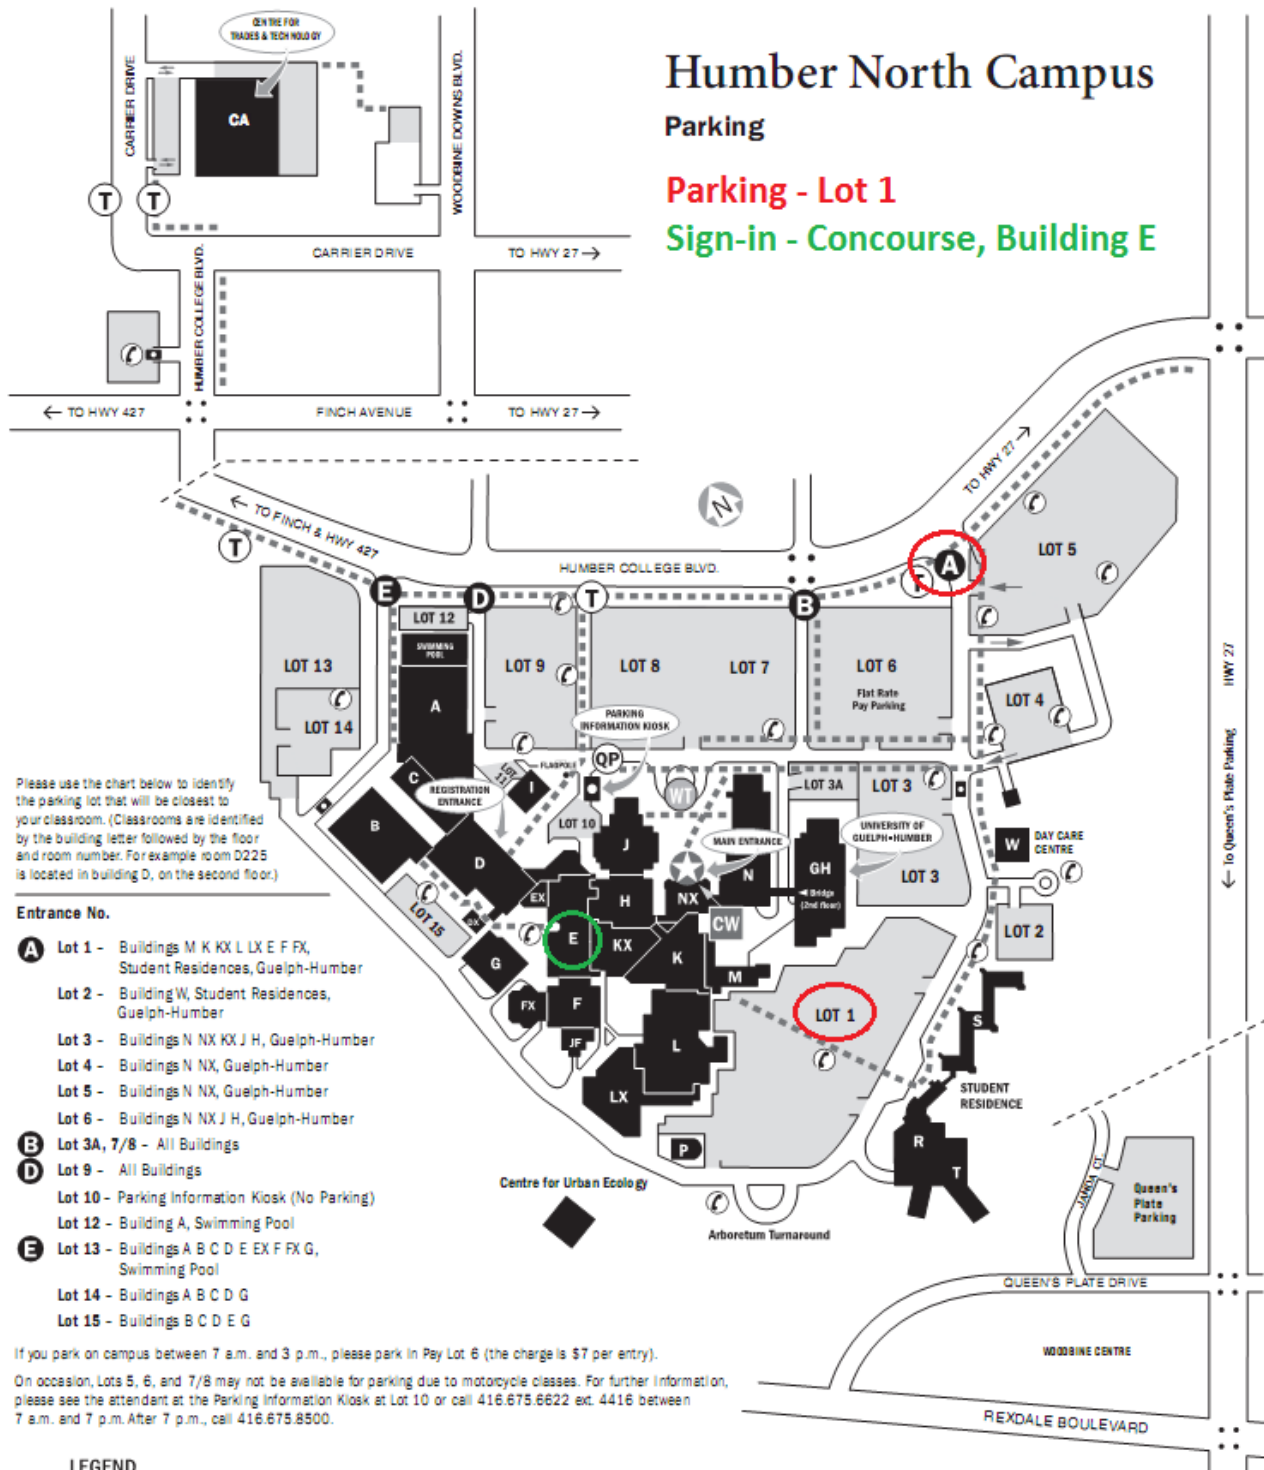 CENTRE FOR
TRADES & TECHNOLOGY
CARRIER DRIVE
CA
WOODBINE DOWNS BLVD.
Humber North Campus
Parking
Parking - Lot 1
Sign-in - Concourse, Building E
T
T
HUMBER COLLEGE BLVD.
CARRIER DRIVE
TO HWY 27 →
← TO HWY 427
FINCH AVENUE
TO HWY 27 →
TO HWY 27 →
N
← TO FINCH & HWY 427
T
HUMBER COLLEGE BLVD.
A
T
LOT 5
E
D
T
B
LOT 12
SWIMMING
POOL
LOT 13
LOT 9
LOT 8
LOT 7
LOT 6
Flat Rate
Pay Parking
LOT 4
HWY 27
← To Queen's Plate Parking
A
LOT 14
PARKING
INFORMATION KIOSK
FLAGPOLE
QP
C
LOT
11
I
WT
LOT 3A
LOT 3
REGISTRATION
ENTRANCE
Please use the chart below to identify
the parking lot that will be closest to
your classroom. (Classrooms are identified
by the building letter followed by the floor
and room number. For example room D225
is located in building D, on the second floor.)
B
LOT 10
J
MAIN ENTRANCE
UNIVERSITY OF
GUELPH•HUMBER
W
DAY CARE
CENTRE
D
N
GH
LOT 3
EX
H
NX
Bridge
(2nd floor)
LOT 15
DX
CW
LOT 2
E
KX
K
G
M
FX
F
LOT 1
S
JF
L
STUDENT
RESIDENCE
LX
P
R
T
Centre for Urban Ecology
Arboretum Turnaround
JANDA CT.
Queen's
Plate
Parking
QUEEN'S PLATE DRIVE
WOODBINE CENTRE
REXDALE BOULEVARD
Entrance No.
A Lot 1 - Buildings M K KX L LX E F FX,
Student Residences, Guelph-Humber
Lot 2 - Building W, Student Residences,
Guelph-Humber
Lot 3 - Buildings N NX KX J H, Guelph-Humber
Lot 4 - Buildings N NX, Guelph-Humber
Lot 5 - Buildings N NX, Guelph-Humber
Lot 6 - Buildings N NX J H, Guelph-Humber
B Lot 3A, 7/8 - All Buildings
D Lot 9 - All Buildings
Lot 10 - Parking Information Kiosk (No Parking)
Lot 12 - Building A, Swimming Pool
E Lot 13 - Buildings A B C D E EX F FX G,
Swimming Pool
Lot 14 - Buildings A B C D G
Lot 15 - Buildings B C D E G
If you park on campus between 7 a.m. and 3 p.m., please park in Pay Lot 6 (the charge is $7 per entry).
On occasion, Lots 5, 6, and 7/8 may not be available for parking due to motorcycle classes. For further information,
please see the attendant at the Parking Information Kiosk at Lot 10 or call 416.675.6622 ext. 4416 between
7 a.m. and 7 p.m. After 7 p.m., call 416.675.8500.
LEGEND